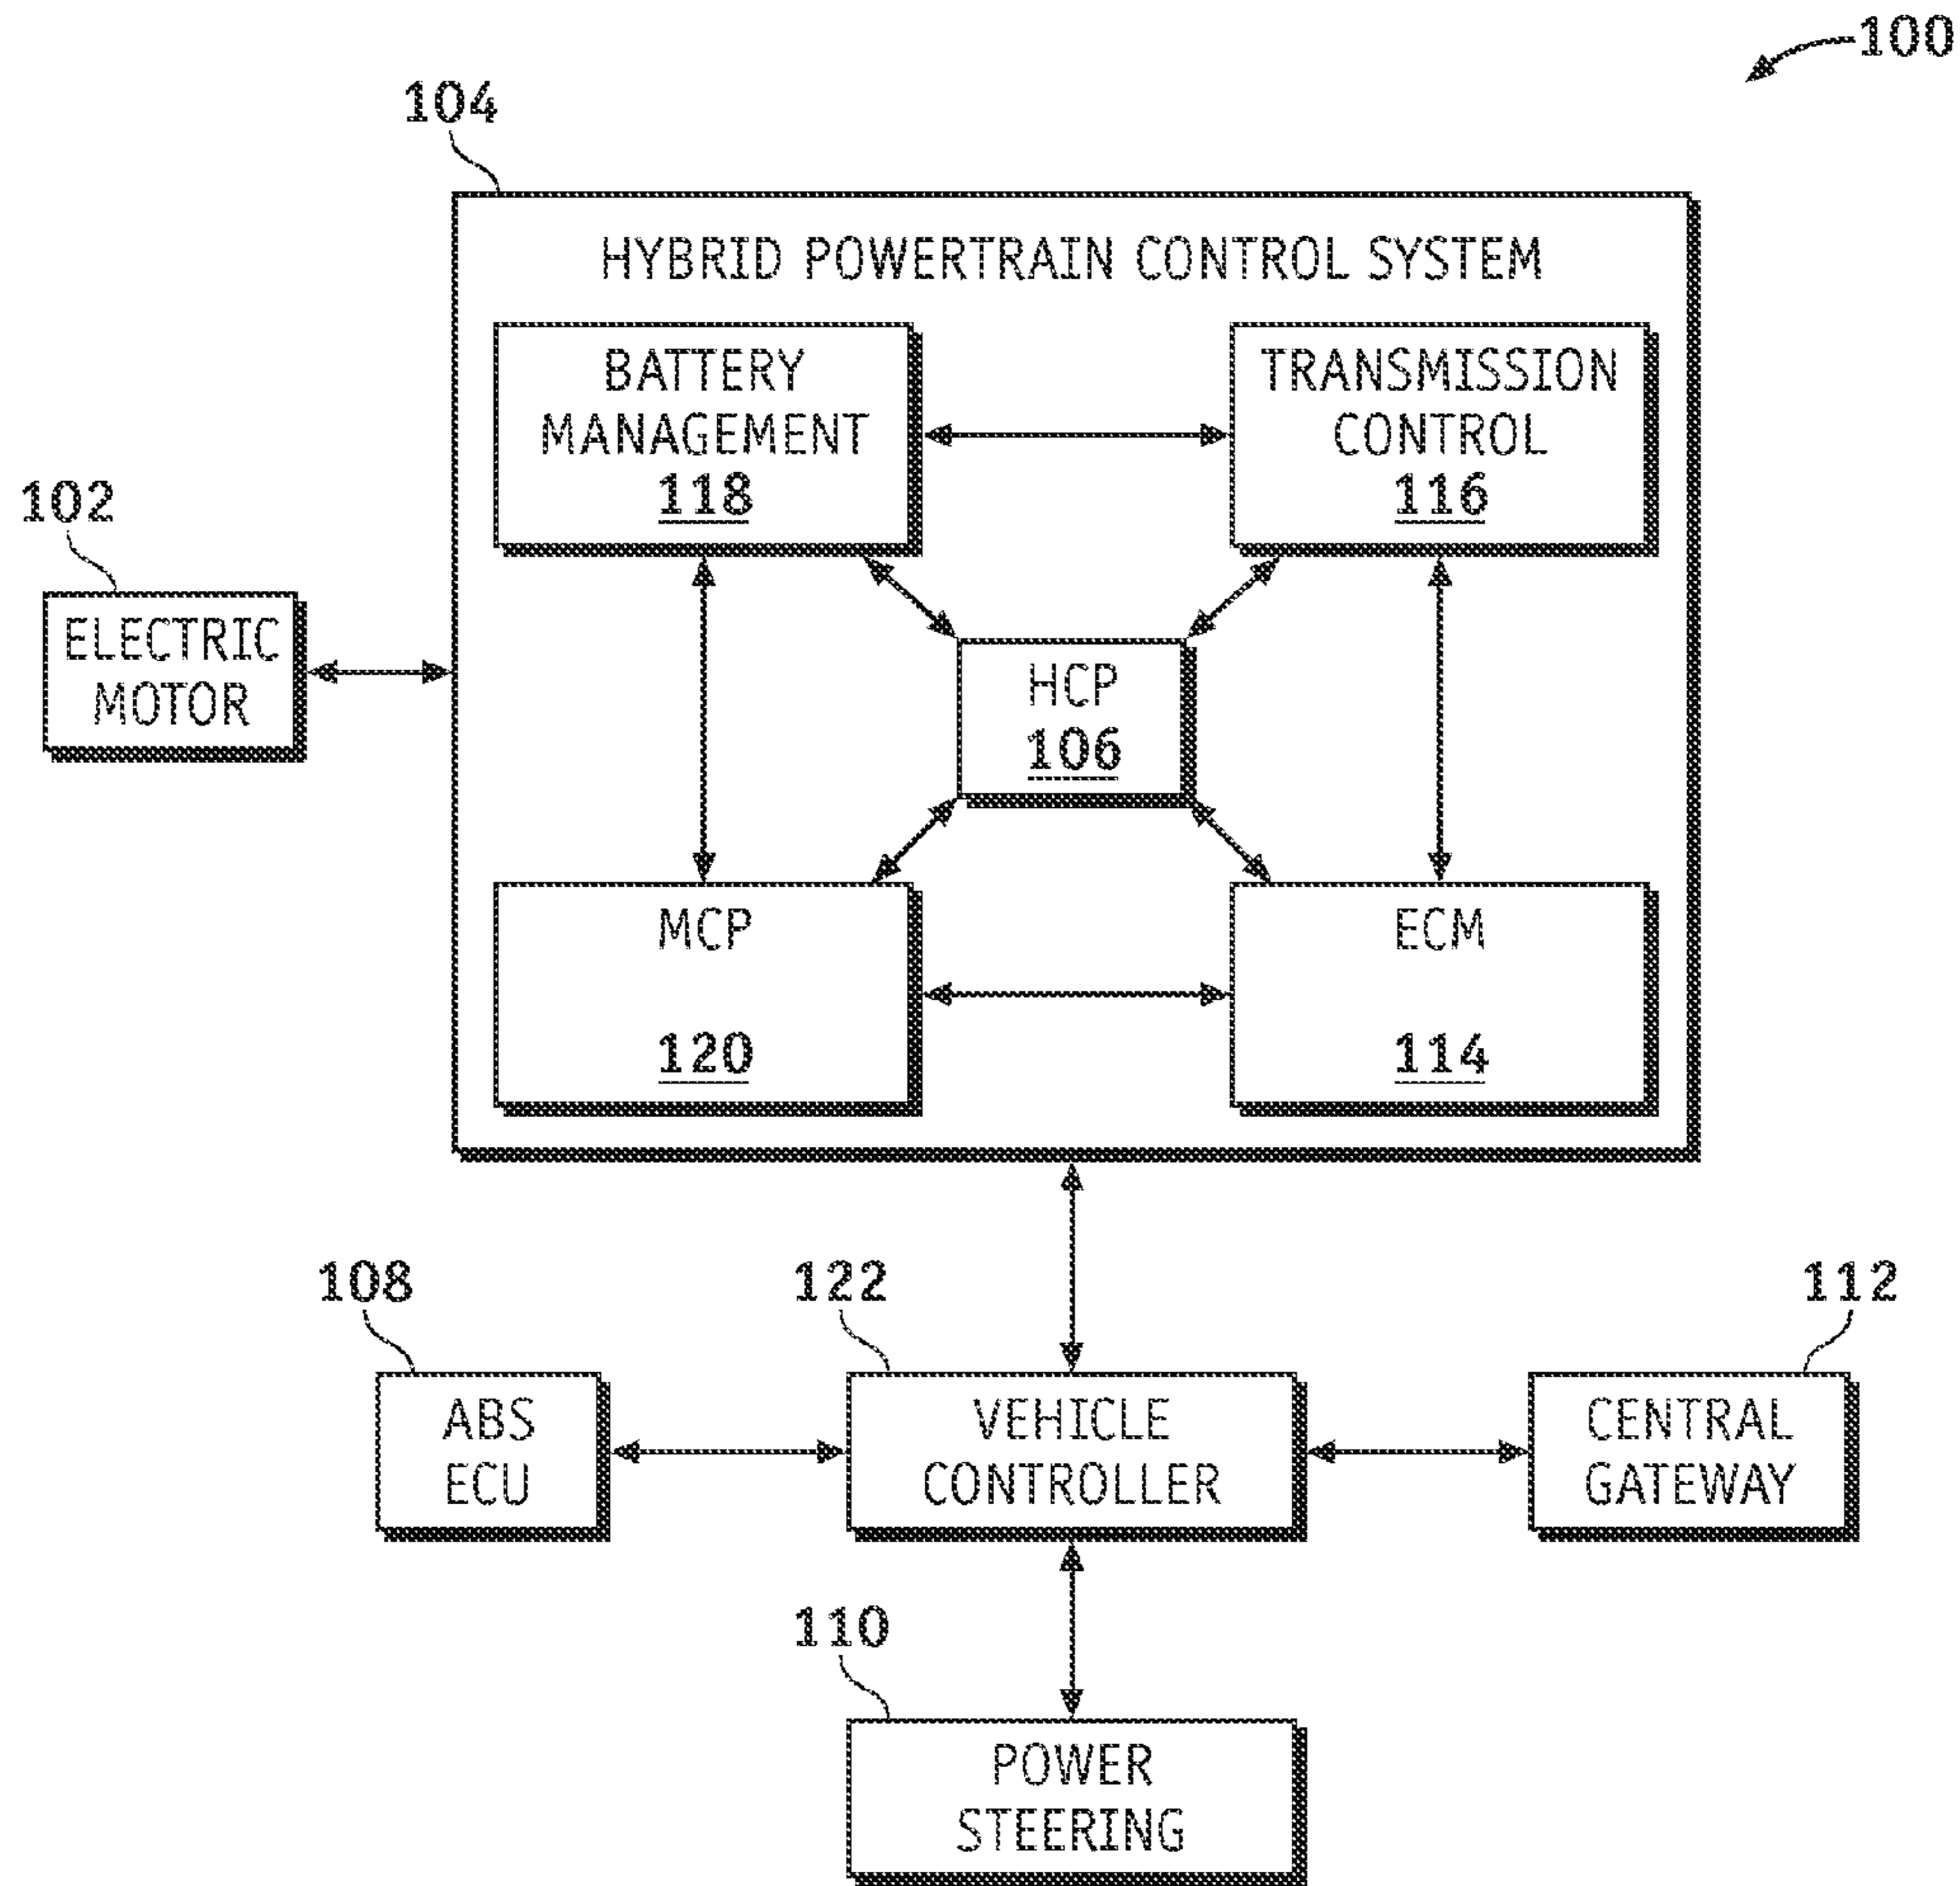 100
104
HYBRID POWERTRAIN CONTROL SYSTEM
BATTERY
MANAGEMENT
118
TRANSMISSION
CONTROL
116
102
ELECTRIC
MOTOR
HCP
106
MCP
120
ECM
114
108
ABS
ECU
122
VEHICLE
CONTROLLER
112
CENTRAL
GATEWAY
110
POWER
STEERING